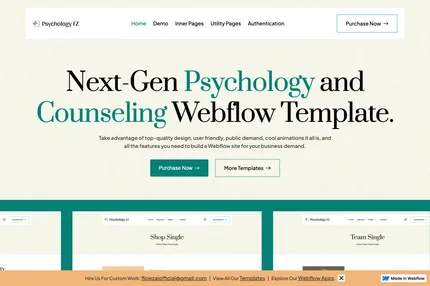 Psychology FZ
Home Demo Inner Pages Utility Pages Authentication
Purchase Now →
Next-Gen Psychology and
Counseling Webflow Template.
Take advantage of top-quality design, user friendly, public demand, cool animations it all is, and
all the features you need to build a Webflow site for your business demand.
Purchase Now → More Templates →
Psychology FZ
Psychology FZ
Shop Single
Team Single
Hire Us For Custom Work: flowzaiofficial@gmail.com | View All Our Templates | Explore Our Webflow Apps
Made in Webflow